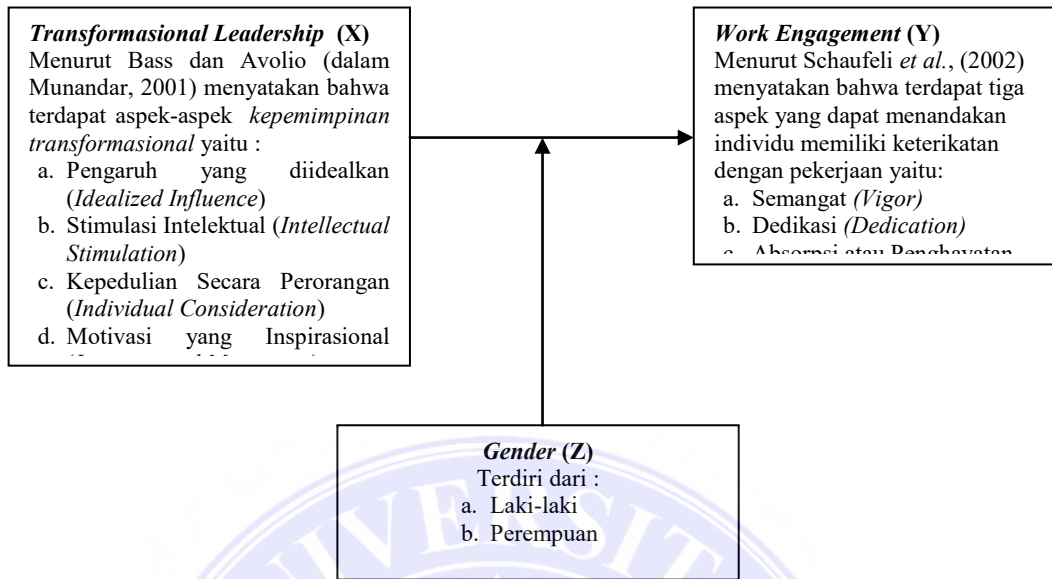 Transformasional Leadership (X)
Menurut Bass dan Avolio (dalam
Munandar, 2001) menyatakan bahwa
terdapat aspek-aspek kepemimpinan
transformasional yaitu :
a. Pengaruh yang diidealkan
(Idealized Influence)
b. Stimulasi Intelektual (Intellectual
Stimulation)
c. Kepedulian Secara Perorangan
(Individual Consideration)
d. Motivasi yang Inspirasional
Work Engagement (Y)
Menurut Schaufeli et al., (2002)
menyatakan bahwa terdapat tiga
aspek yang dapat menandakan
individu memiliki keterikatan
dengan pekerjaan yaitu:
a. Semangat (Vigor)
b. Dedikasi (Dedication)
c. Absorpsi atau Penghayatan
Gender (Z)
Terdiri dari :
a. Laki-laki
b. Perempuan